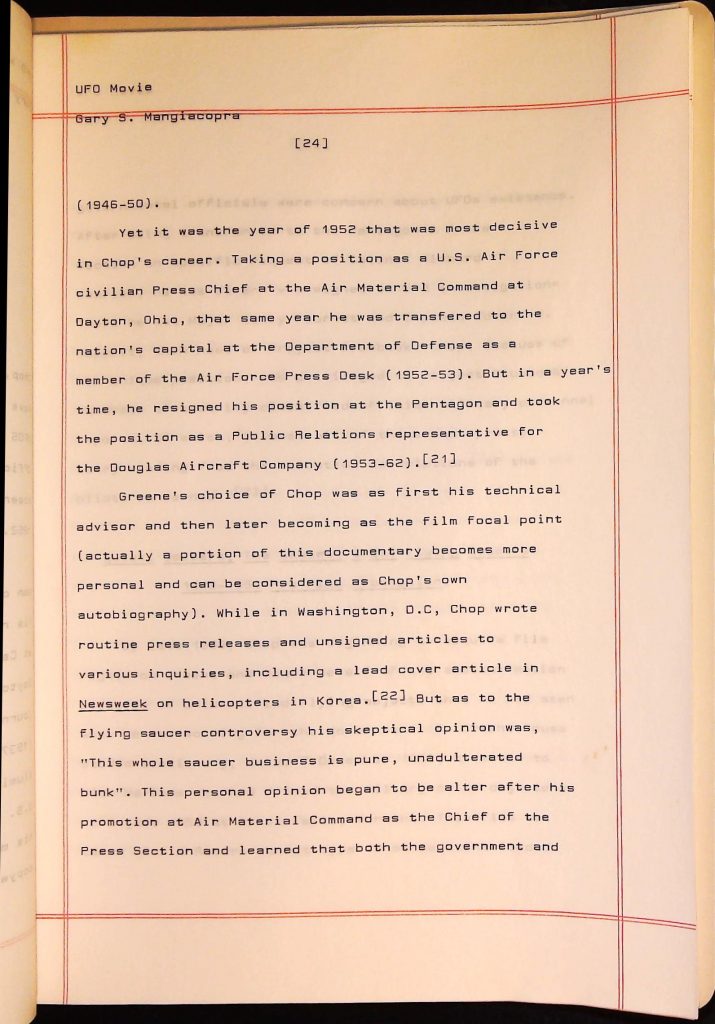 UFO Movie
Gary S. Mangiacopra
[24]
(1946-50).
Yet it was the year of 1952 that was most decisive
in Chop's career. Taking a position as a U.S. Air Force
civilian Press Chief at the Air Material Command at
Dayton, Ohio, that same year he was transfered to the
nation's capital at the Department of Defense as a
member of the Air Force Press Desk (1952-53). But in a year's
time, he resigned his position at the Pentagon and took
the position as a Public Relations representative for
the Douglas Aircraft Company (1953-62).[21]
Greene's choice of Chop was as first his technical
advisor and then later becoming as the film focal point
(actually a portion of this documentary becomes more
personal and can be considered as Chop's own
autobiography). While in Washington, D.C, Chop wrote
routine press releases and unsigned articles to
various inquiries, including a lead cover article in
Newsweek on helicopters in Korea.[22] But as to the
flying saucer controversy his skeptical opinion was,
"This whole saucer business is pure, unadulterated
bunk". This personal opinion began to be alter after his
promotion at Air Material Command as the Chief of the
Press Section and learned that both the government and